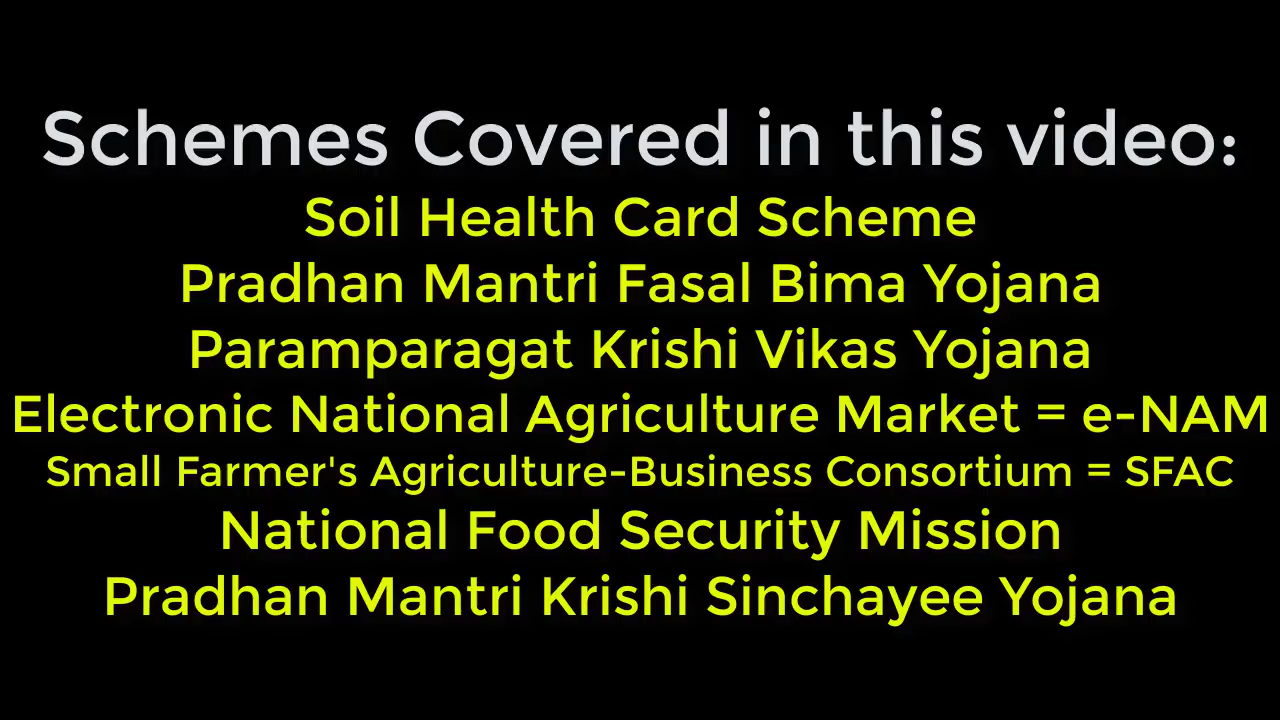 Schemes Covered in this video:
Soil Health Card Scheme
Pradhan Mantri Fasal Bima Yojana
Paramparagat Krishi Vikas Yojana
Electronic National Agriculture Market = e-NAM
Small Farmer's Agriculture-Business Consortium = SFAC
National Food Security Mission
Pradhan Mantri Krishi Sinchayee Yojana